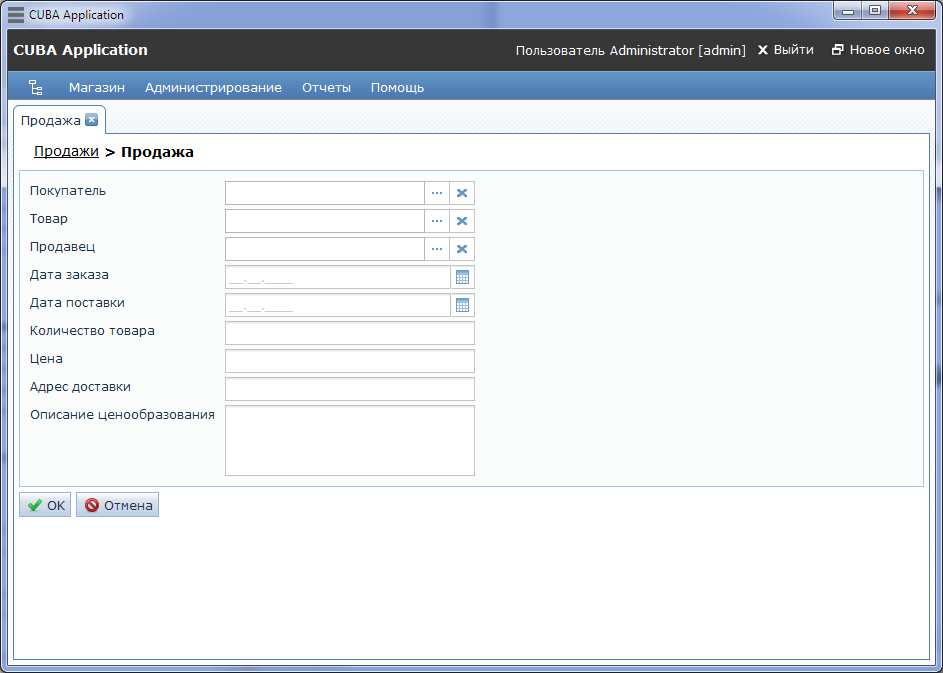 CUBA Application
CUBA Application Пользователь Administrator [admin] Выйти Новое окно
Магазин Администрирование Отчеты Помощь
Продажа
Продажи > Продажа
Покупатель
Товар
Продавец
Дата заказа __.__.____
Дата поставки __.__.____
Количество товара
Цена
Адрес доставки
Описание ценообразования
OK Отмена